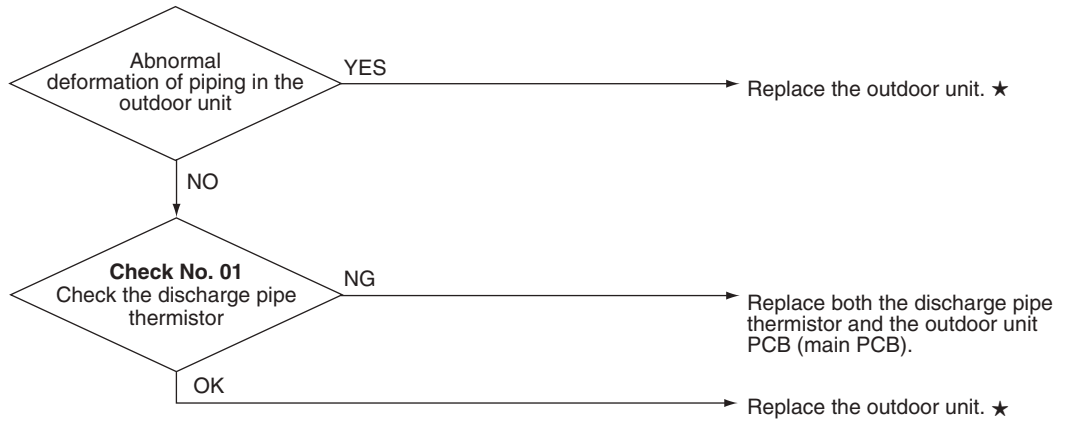 Abnormal
deformation of piping in the
outdoor unit
YES
Replace the outdoor unit. ★
NO
Check No. 01
Check the discharge pipe
thermistor
NG
Replace both the discharge pipe
thermistor and the outdoor unit
PCB (main PCB).
OK
Replace the outdoor unit. ★